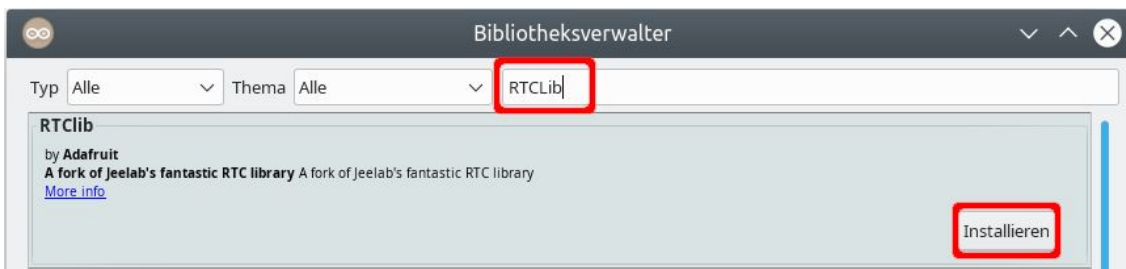 Bibliotheksverwalter
Typ Alle Thema Alle RTCLib
RTClib
by Adafruit
A fork of Jeelab's fantastic RTC library A fork of Jeelab's fantastic RTC library
More info
Installieren